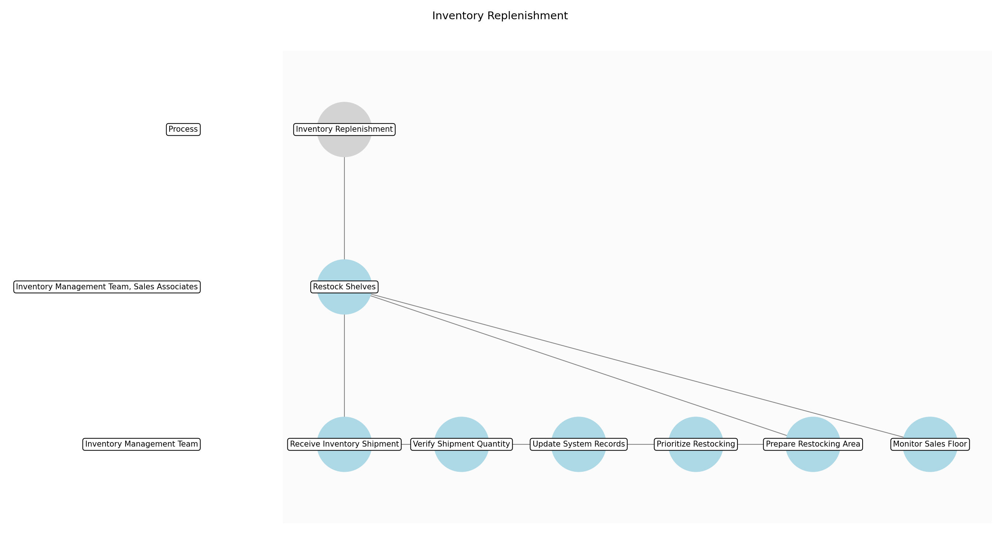 Inventory Replenishment
Process
Inventory Replenishment
Inventory Management Team, Sales Associates
Restock Shelves
Inventory Management Team
Receive Inventory Shipment
Verify Shipment Quantity
Update System Records
Prioritize Restocking
Prepare Restocking Area
Monitor Sales Floor